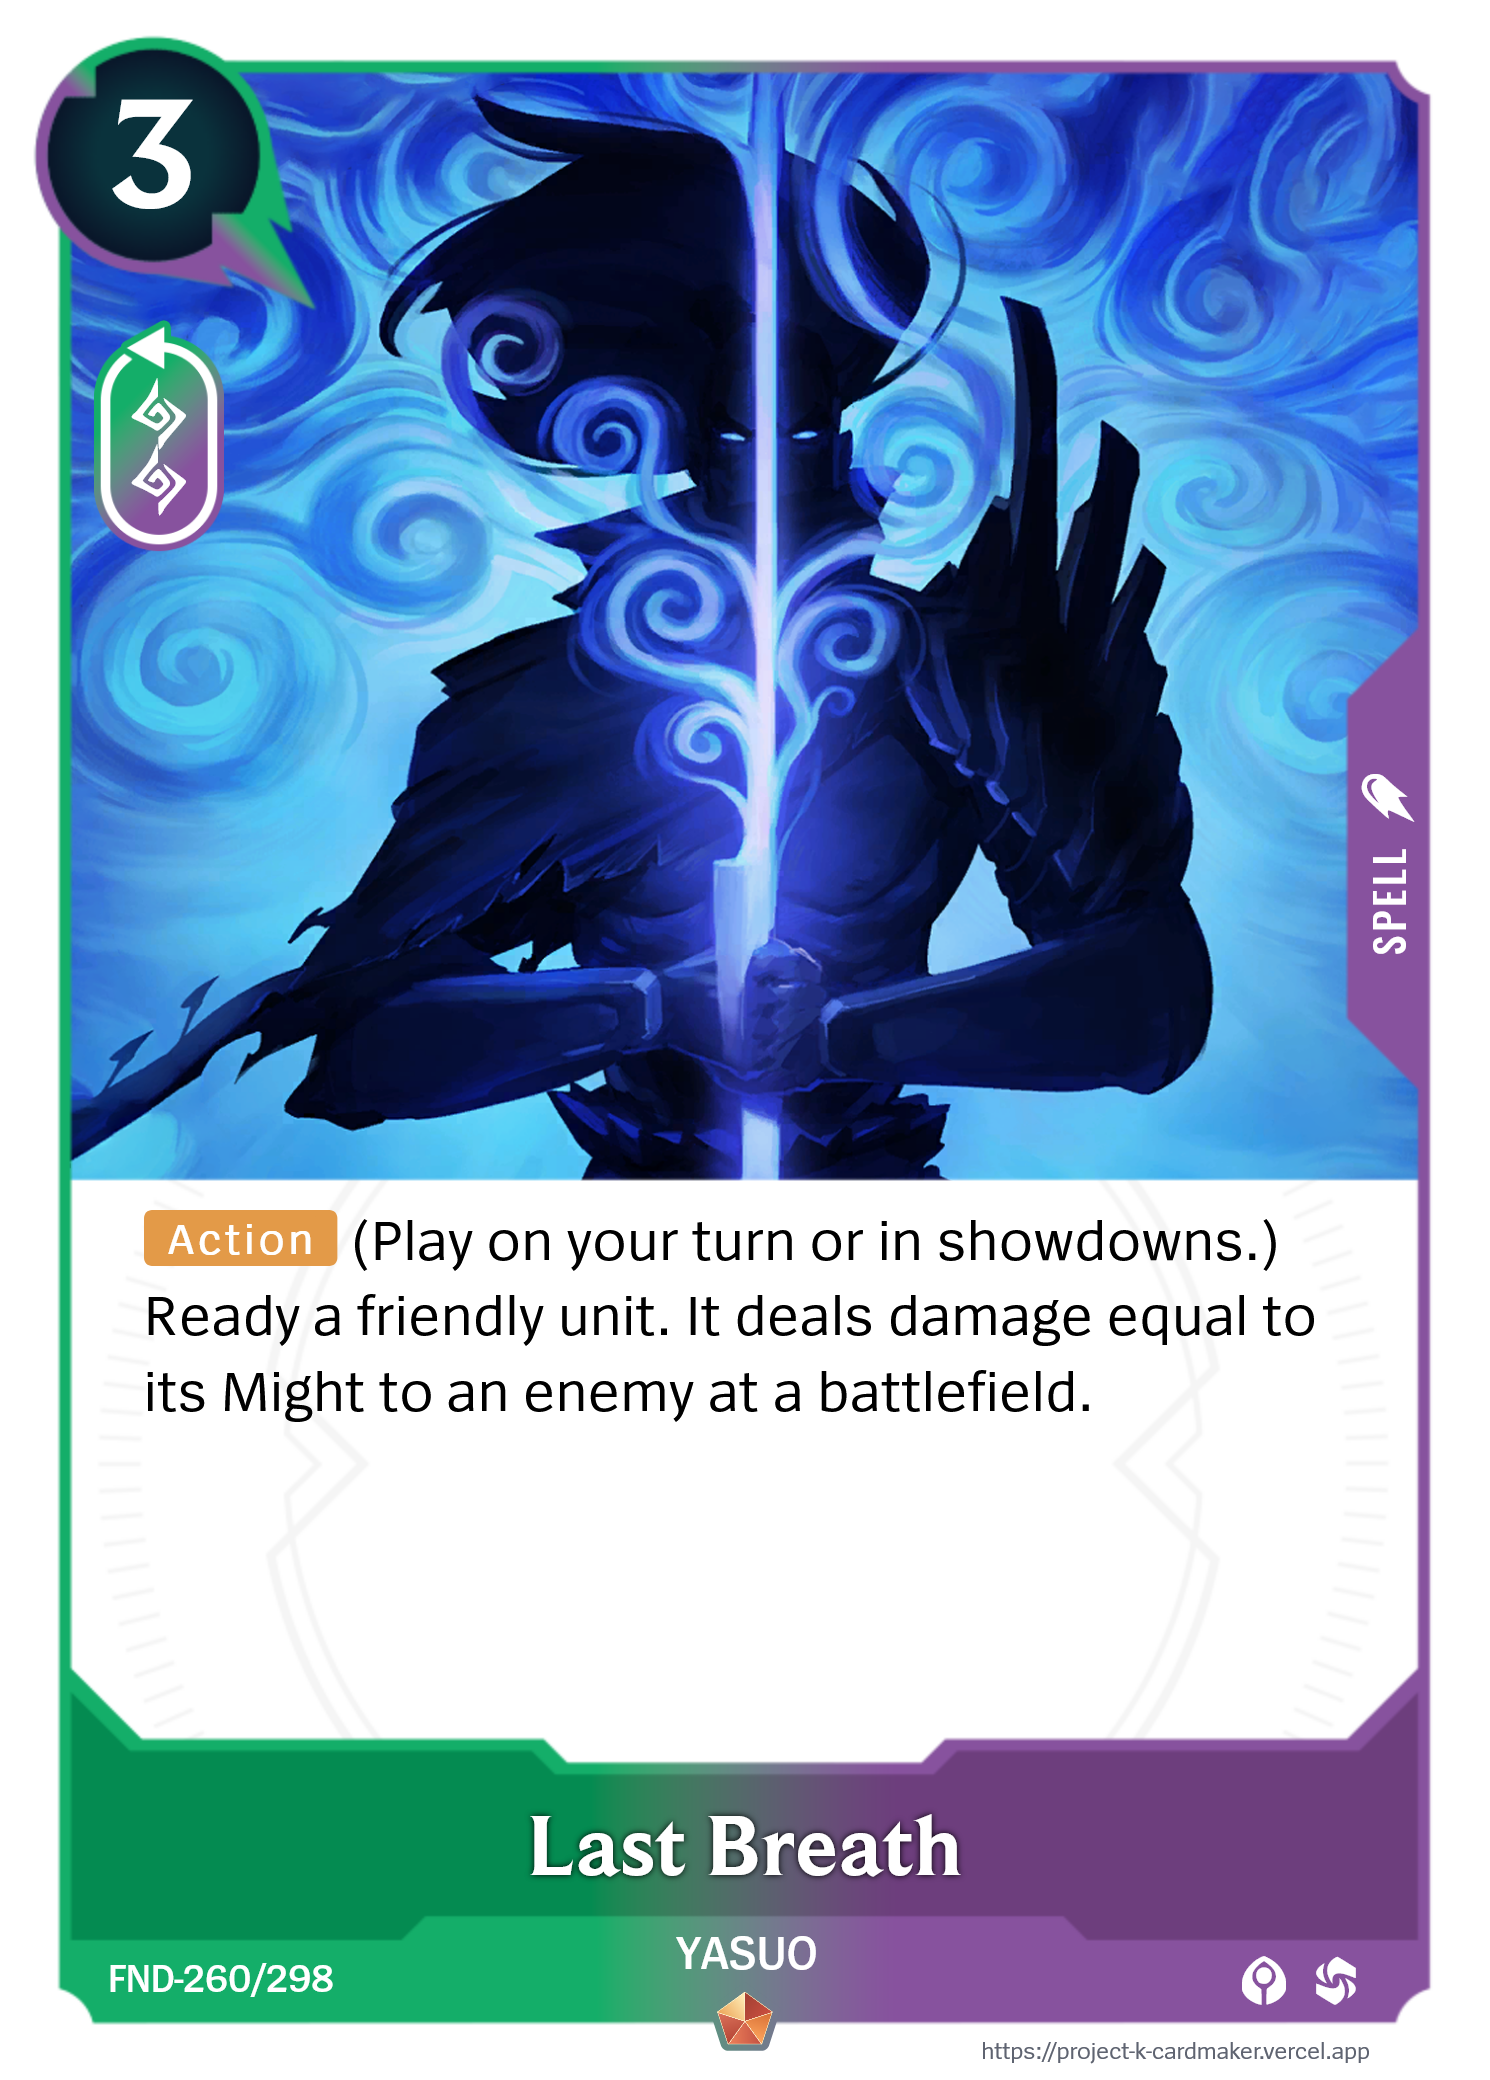 3
SPELL
Action (Play on your turn or in showdowns.)
Ready a friendly unit. It deals damage equal to
its Might to an enemy at a battlefield.
Last Breath
YASUO
FND-260/298
https://project-k-cardmaker.vercel.app